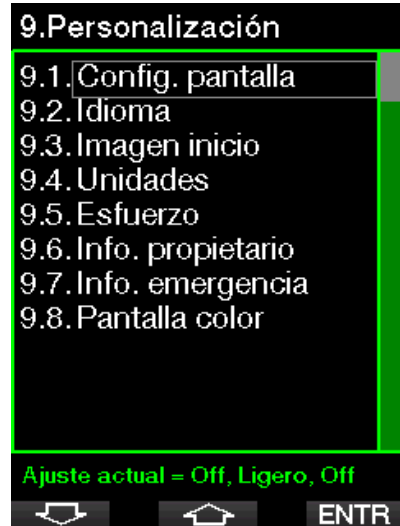 9.Personalización
9.1. Config. pantalla
9.2. Idioma
9.3. Imagen inicio
9.4. Unidades
9.5. Esfuerzo
9.6. Info. propietario
9.7. Info. emergencia
9.8. Pantalla color
Ajuste actual = Off, Ligero, Off
ENTR